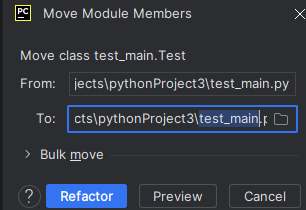 PC
Move Module Members
Move class test_main.Test
From: jects\pythonProject3\test_main.py
To: cts\pythonProject3\test_main.p
Bulk move
? Refactor Preview Cancel